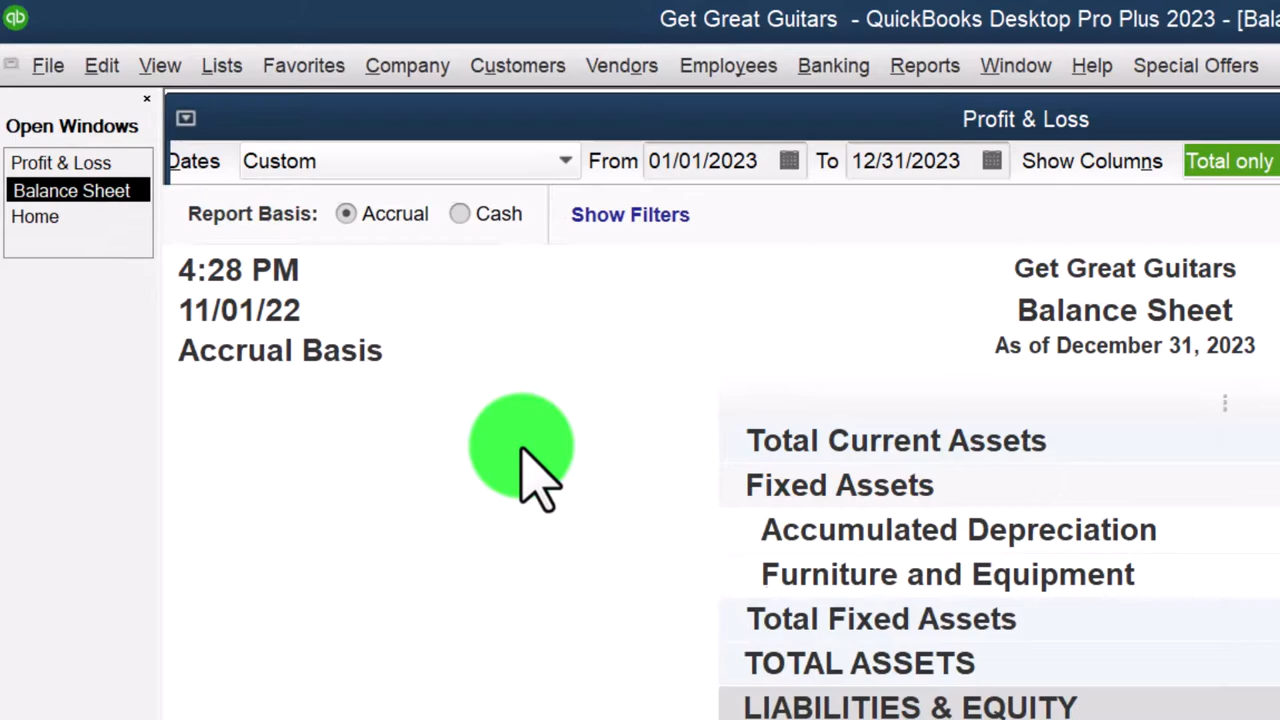 qb
Get Great Guitars - QuickBooks Desktop Pro Plus 2023 - [Bala
File Edit View Lists Favorites Company Customers Vendors Employees Banking Reports Window Help Special Offers
Open Windows
Profit & Loss
Balance Sheet
Home
Profit & Loss
Dates Custom From 01/01/2023 To 12/31/2023 Show Columns Total only
Report Basis: Accrual Cash Show Filters
4:28 PM
11/01/22
Accrual Basis
Get Great Guitars
Balance Sheet
As of December 31, 2023
Total Current Assets
Fixed Assets
Accumulated Depreciation
Furniture and Equipment
Total Fixed Assets
TOTAL ASSETS
LIABILITIES & EQUITY